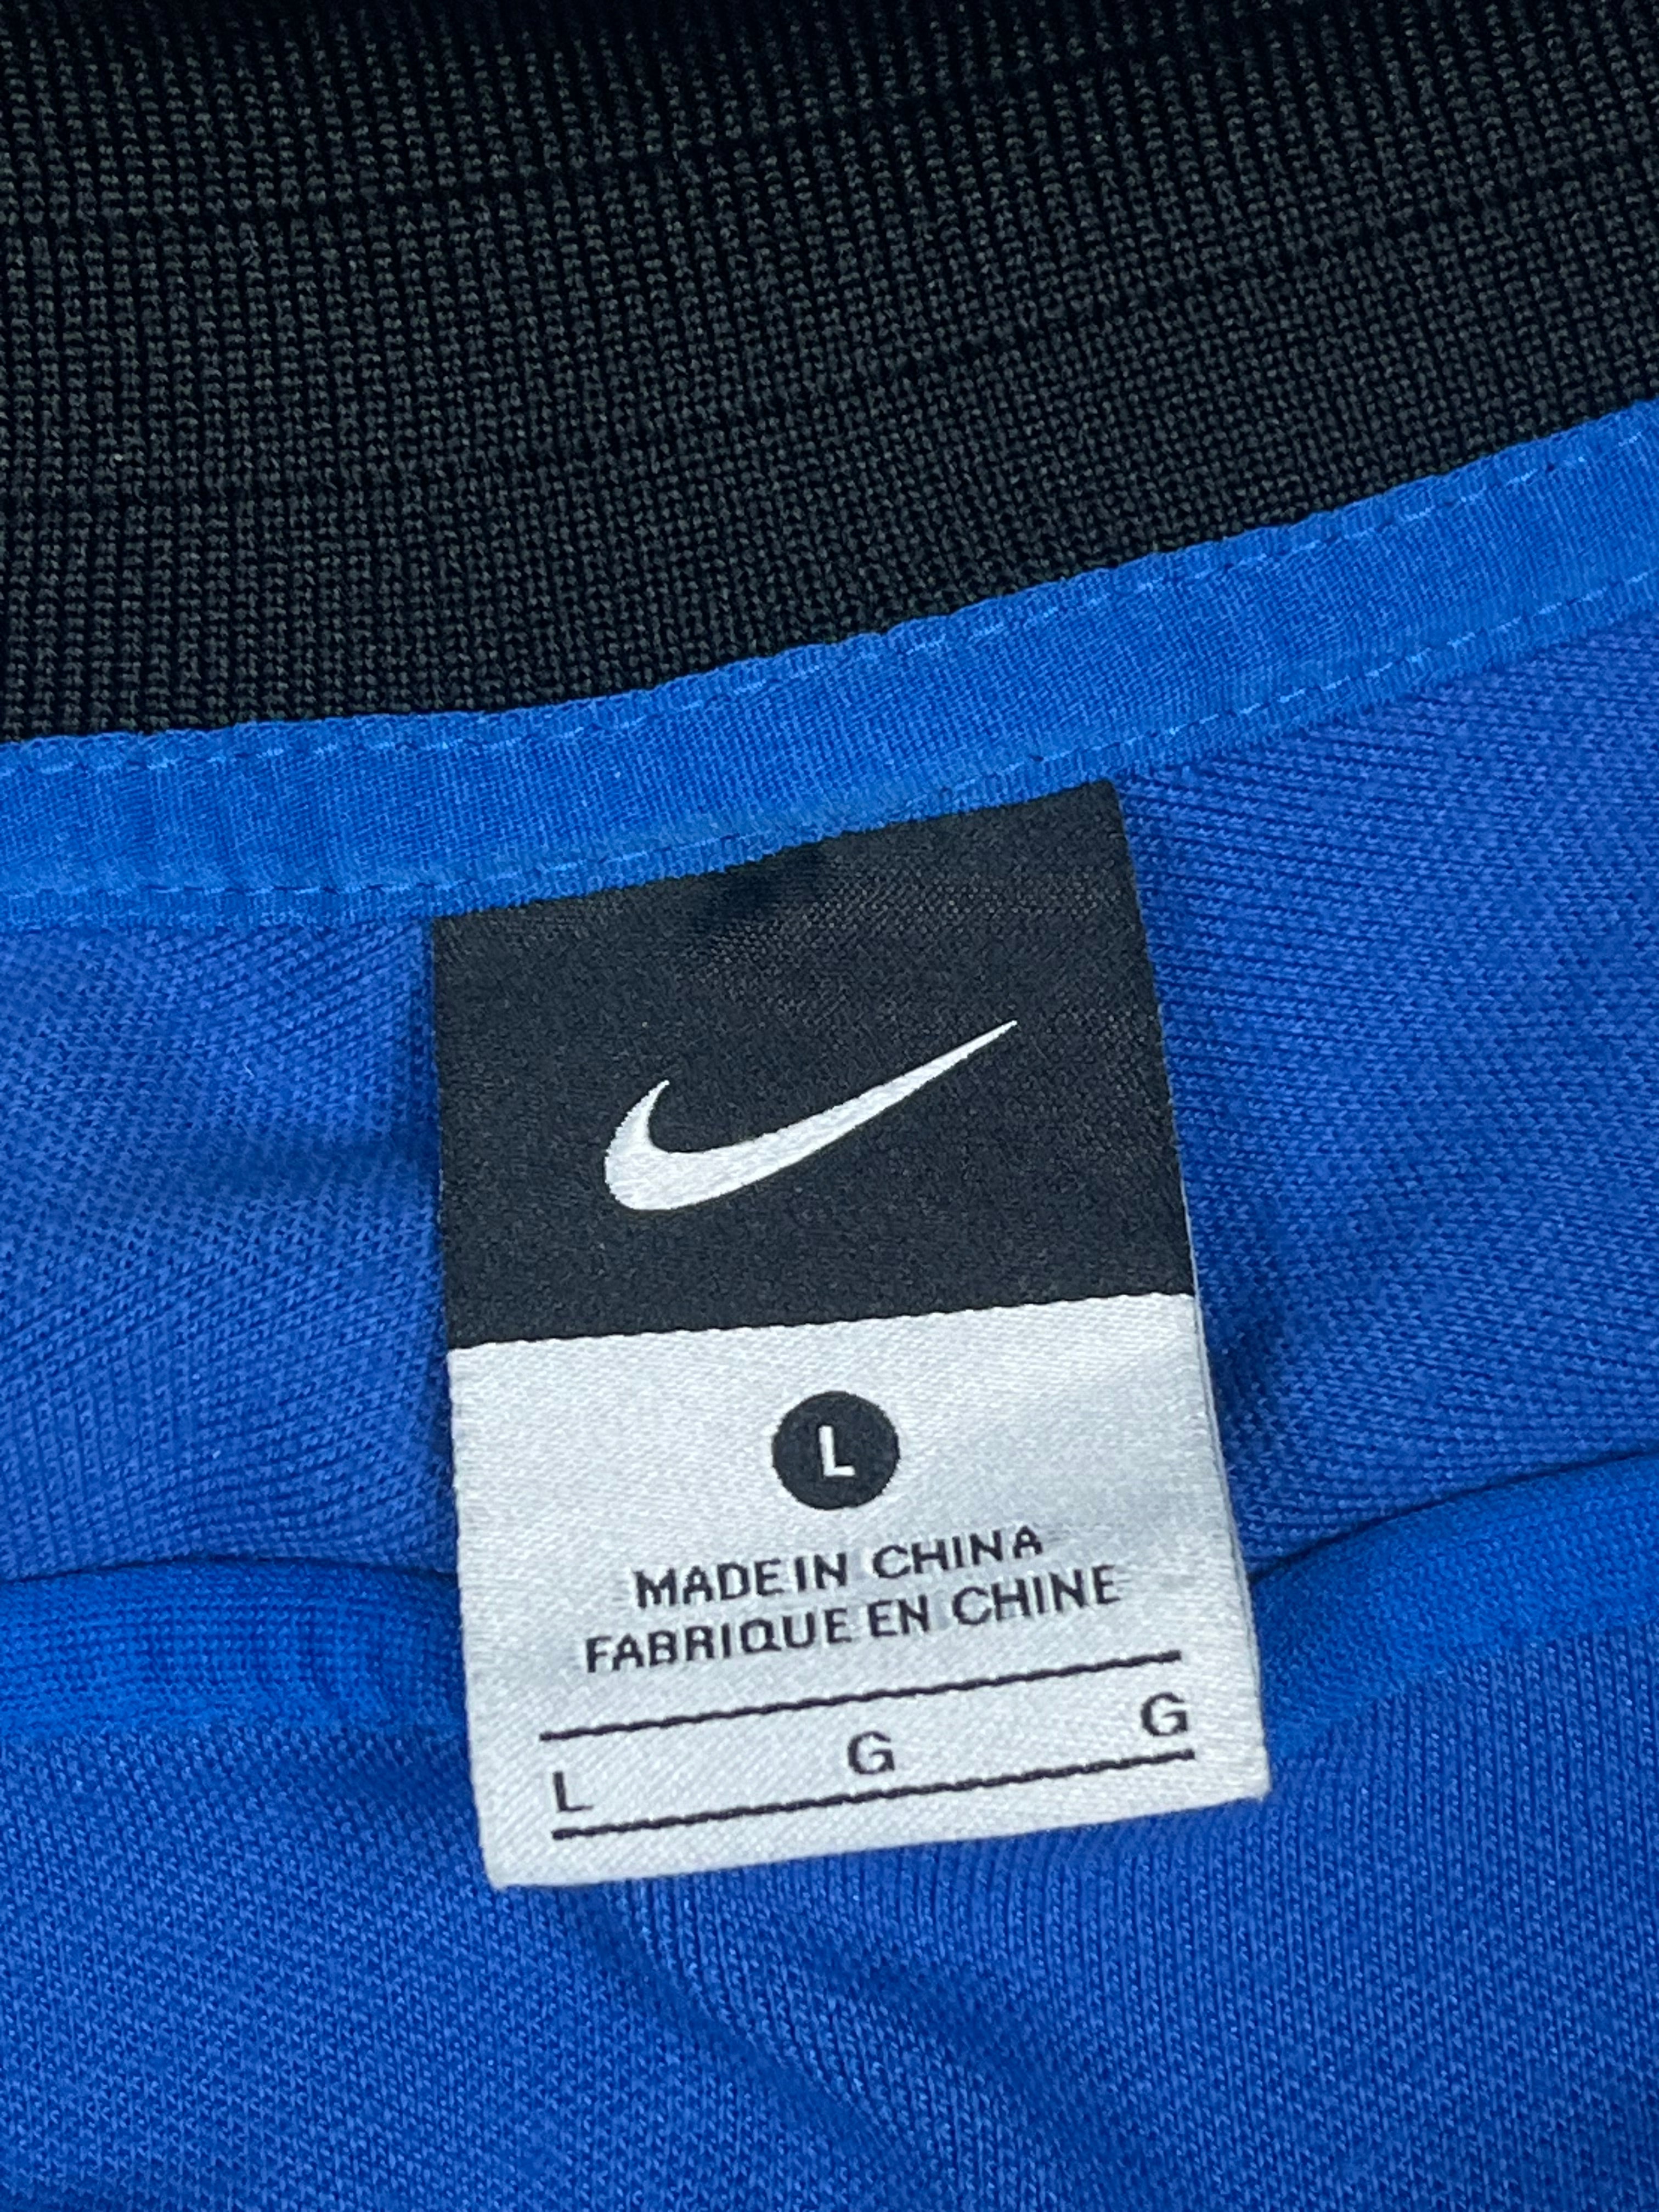 L
MADE IN CHINA
FABRIQUE EN CHINE
L G G